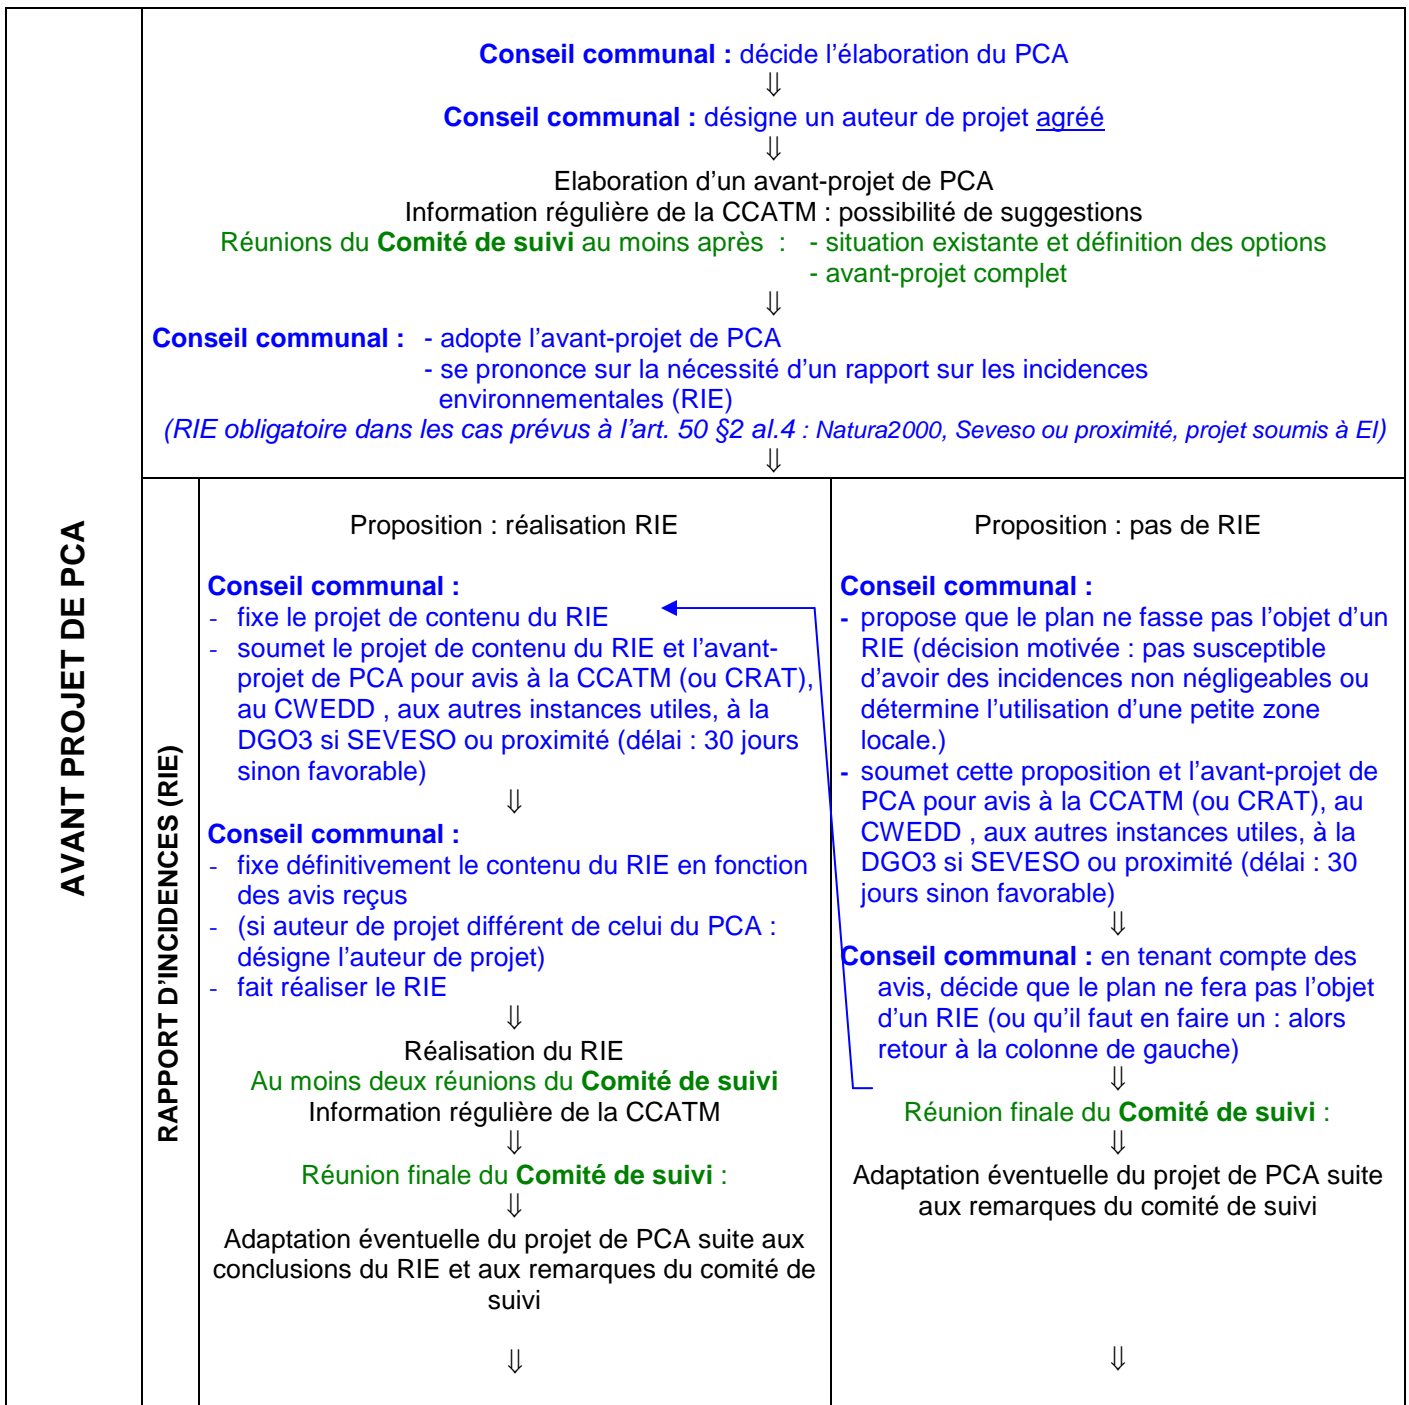 AVANT PROJET DE PCA
Conseil communal : décide l’élaboration du PCA
⇓
Conseil communal : désigne un auteur de projet agréé
⇓
Elaboration d’un avant-projet de PCA
Information régulière de la CCATM : possibilité de suggestions
Réunions du Comité de suivi au moins après : - situation existante et définition des options
- avant-projet complet
⇓
Conseil communal : - adopte l’avant-projet de PCA
- se prononce sur la nécessité d’un rapport sur les incidences
environnementales (RIE)
(RIE obligatoire dans les cas prévus à l’art. 50 §2 al.4 : Natura2000, Seveso ou proximité, projet soumis à EI)
⇓
RAPPORT D’INCIDENCES (RIE)
Proposition : réalisation RIE
Conseil communal :
- fixe le projet de contenu du RIE
- soumet le projet de contenu du RIE et l’avant-
projet de PCA pour avis à la CCATM (ou CRAT),
au CWEDD , aux autres instances utiles, à la
DGO3 si SEVESO ou proximité (délai : 30 jours
sinon favorable)
⇓
Conseil communal :
- fixe définitivement le contenu du RIE en fonction
des avis reçus
- (si auteur de projet différent de celui du PCA :
désigne l’auteur de projet)
- fait réaliser le RIE
⇓
Réalisation du RIE
Au moins deux réunions du Comité de suivi
Information régulière de la CCATM
⇓
Réunion finale du Comité de suivi :
⇓
Adaptation éventuelle du projet de PCA suite aux
conclusions du RIE et aux remarques du comité de
suivi
⇓
Proposition : pas de RIE
Conseil communal :
- propose que le plan ne fasse pas l’objet d’un
RIE (décision motivée : pas susceptible
d’avoir des incidences non négligeables ou
détermine l’utilisation d’une petite zone
locale.)
- soumet cette proposition et l’avant-projet de
PCA pour avis à la CCATM (ou CRAT), au
CWEDD , aux autres instances utiles, à la
DGO3 si SEVESO ou proximité (délai : 30
jours sinon favorable)
⇓
Conseil communal : en tenant compte des
avis, décide que le plan ne fera pas l’objet
d’un RIE (ou qu’il faut en faire un : alors
retour à la colonne de gauche)
⇓
Réunion finale du Comité de suivi :
⇓
Adaptation éventuelle du projet de PCA suite
aux remarques du comité de suivi
⇓